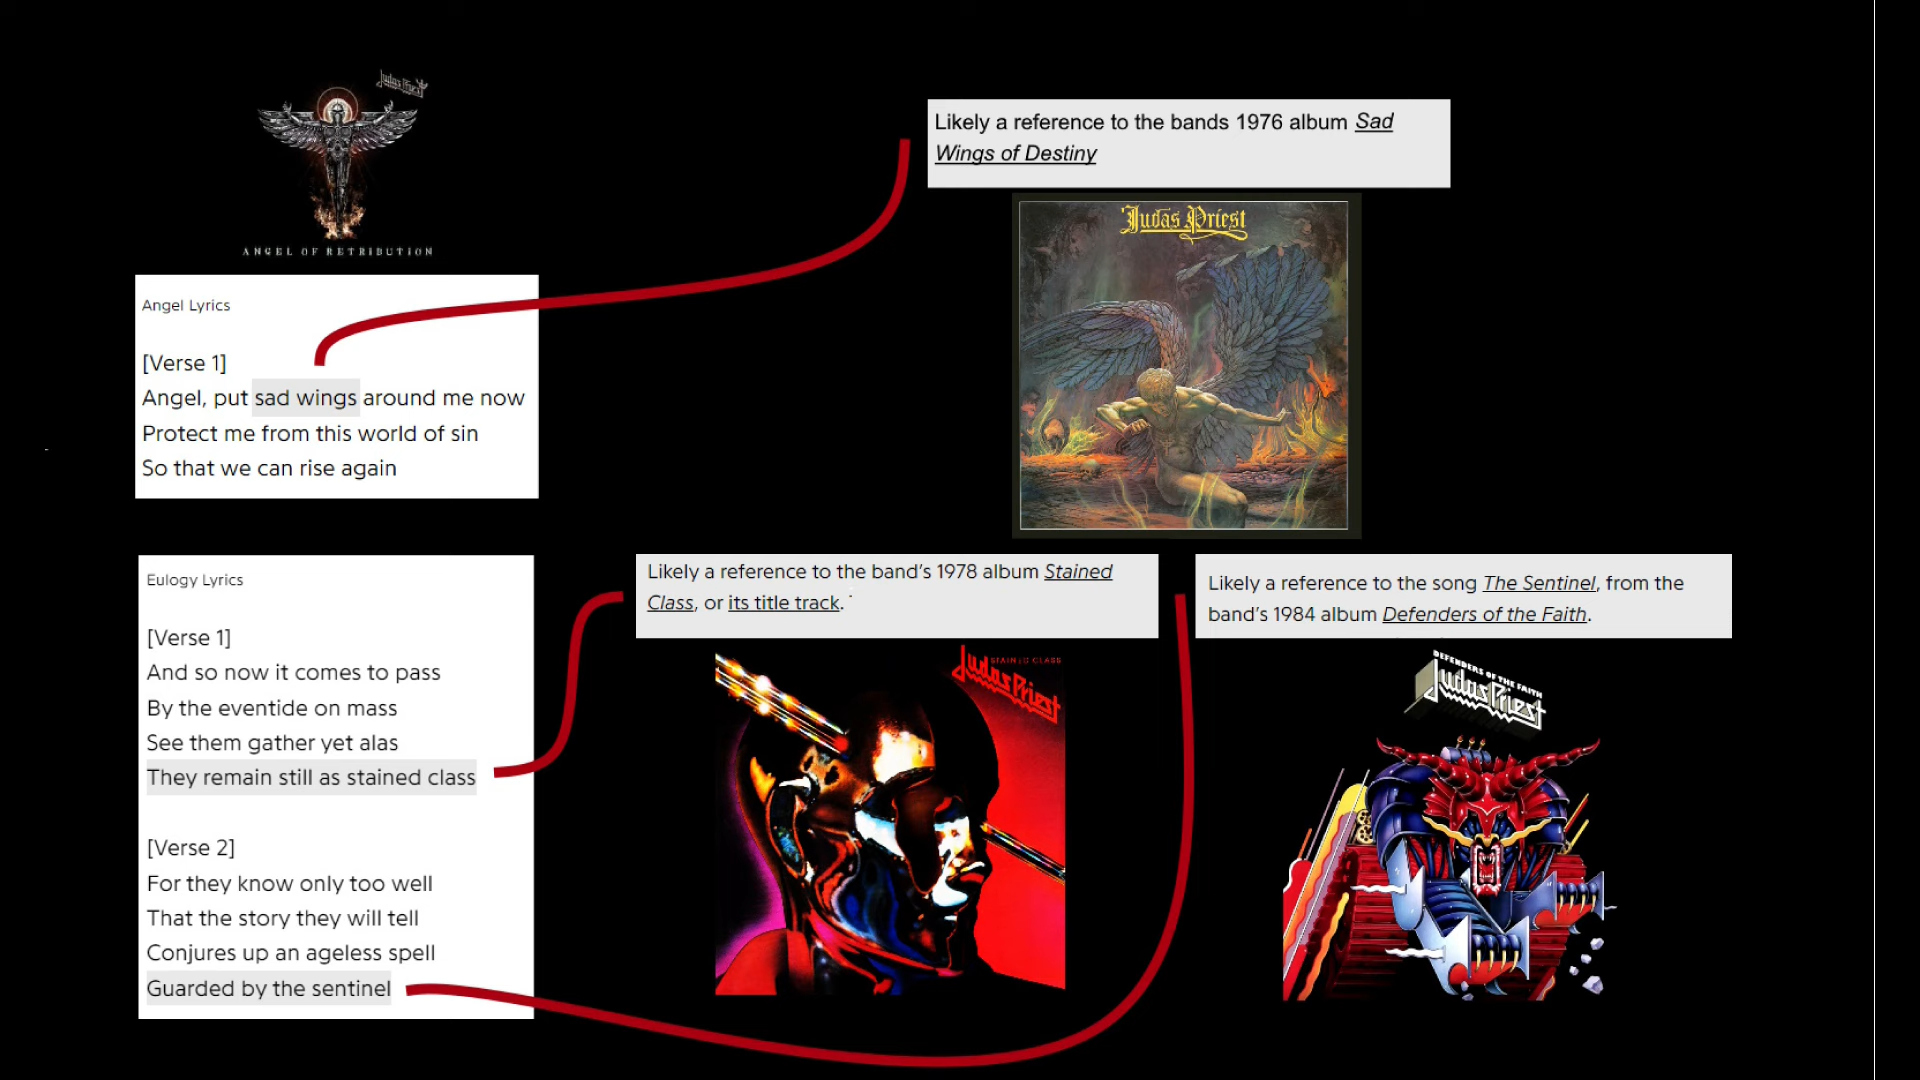 Judas Priest
ANGEL OF RETRIBUTION
Angel Lyrics
[Verse 1]
Angel, put sad wings around me now
Protect me from this world of sin
So that we can rise again
Likely a reference to the bands 1976 album Sad
Wings of Destiny
Judas Priest
Eulogy Lyrics
[Verse 1]
And so now it comes to pass
By the eventide on mass
See them gather yet alas
They remain still as stained class
[Verse 2]
For they know only too well
That the story they will tell
Conjures up an ageless spell
Guarded by the sentinel
Likely a reference to the band’s 1978 album Stained
Class, or its title track.
STAINED CLASS
Judas Priest
Likely a reference to the song The Sentinel, from the
band’s 1984 album Defenders of the Faith.
DEFENDERS OF THE FAITH
Judas Priest